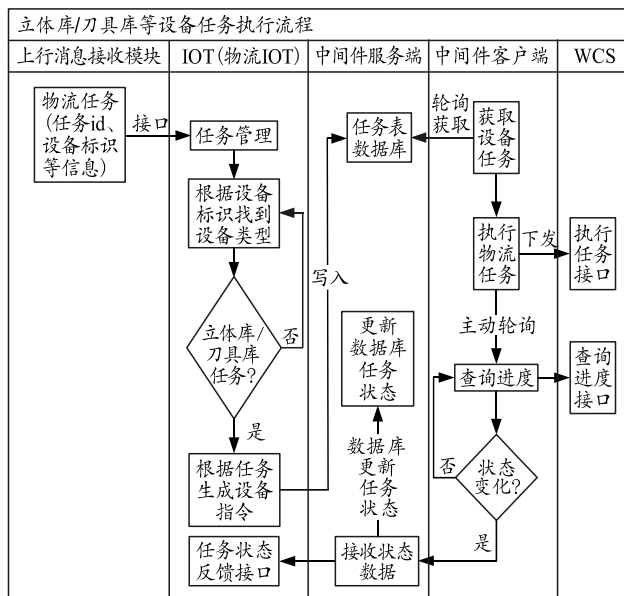 立体库/刀具库等设备任务执行流程
上行消息接收模块
IOT(物流IOT)
中间件服务端
中间件客户端
WCS
物流任务
(任务id、
设备标识
等信息)
接口
任务管理
根据设备
标识找到
设备类型
立体库/
刀具库
任务?
否
是
根据任务
生成设备
指令
写入
任务状态
反馈接口
任务表
数据库
更新
数据库
任务
状态
数据库
更新
任务
状态
接收状态
数据
轮询
获取
获取
设备
任务
执行
物流
任务
下发
主动轮询
查询进度
否
状态
变化?
是
执行
任务
接口
查询
进度
接口